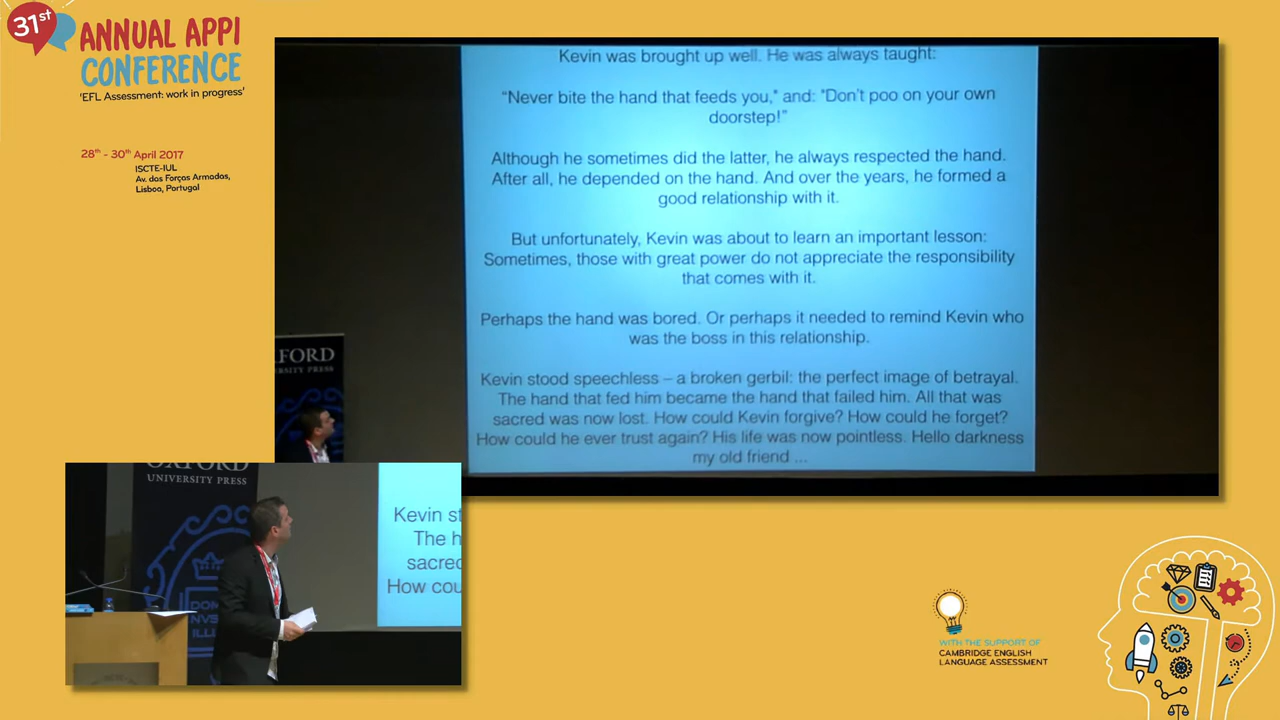 31st
ANNUAL APPI
CONFERENCE
'EFL Assessment: work in progress'
28th - 30th April 2017
ISCTE-IUL
Av. das Forças Armadas,
Lisboa, Portugal
Kevin was brought up well. He was always taught:
“Never bite the hand that feeds you,” and: "Don't poo on your own
doorstep!”
Although he sometimes did the latter, he always respected the hand.
After all, he depended on the hand. And over the years, he formed a
good relationship with it.
But unfortunately, Kevin was about to learn an important lesson:
Sometimes, those with great power do not appreciate the responsibility
that comes with it.
Perhaps the hand was bored. Or perhaps it needed to remind Kevin who
was the boss in this relationship.
Kevin stood speechless – a broken gerbil: the perfect image of betrayal.
The hand that fed him became the hand that failed him. All that was
sacred was now lost. How could Kevin forgive? How could he forget?
How could he ever trust again? His life was now pointless. Hello darkness
my old friend ...
FORD
SITY PRESS
OXFORD
UNIVERSITY PRESS
DOM
NVS
ILLI
Kevin st
The h
sacred
How cou
WITH THE SUPPORT OF
CAMBRIDGE ENGLISH
LANGUAGE ASSESSMENT